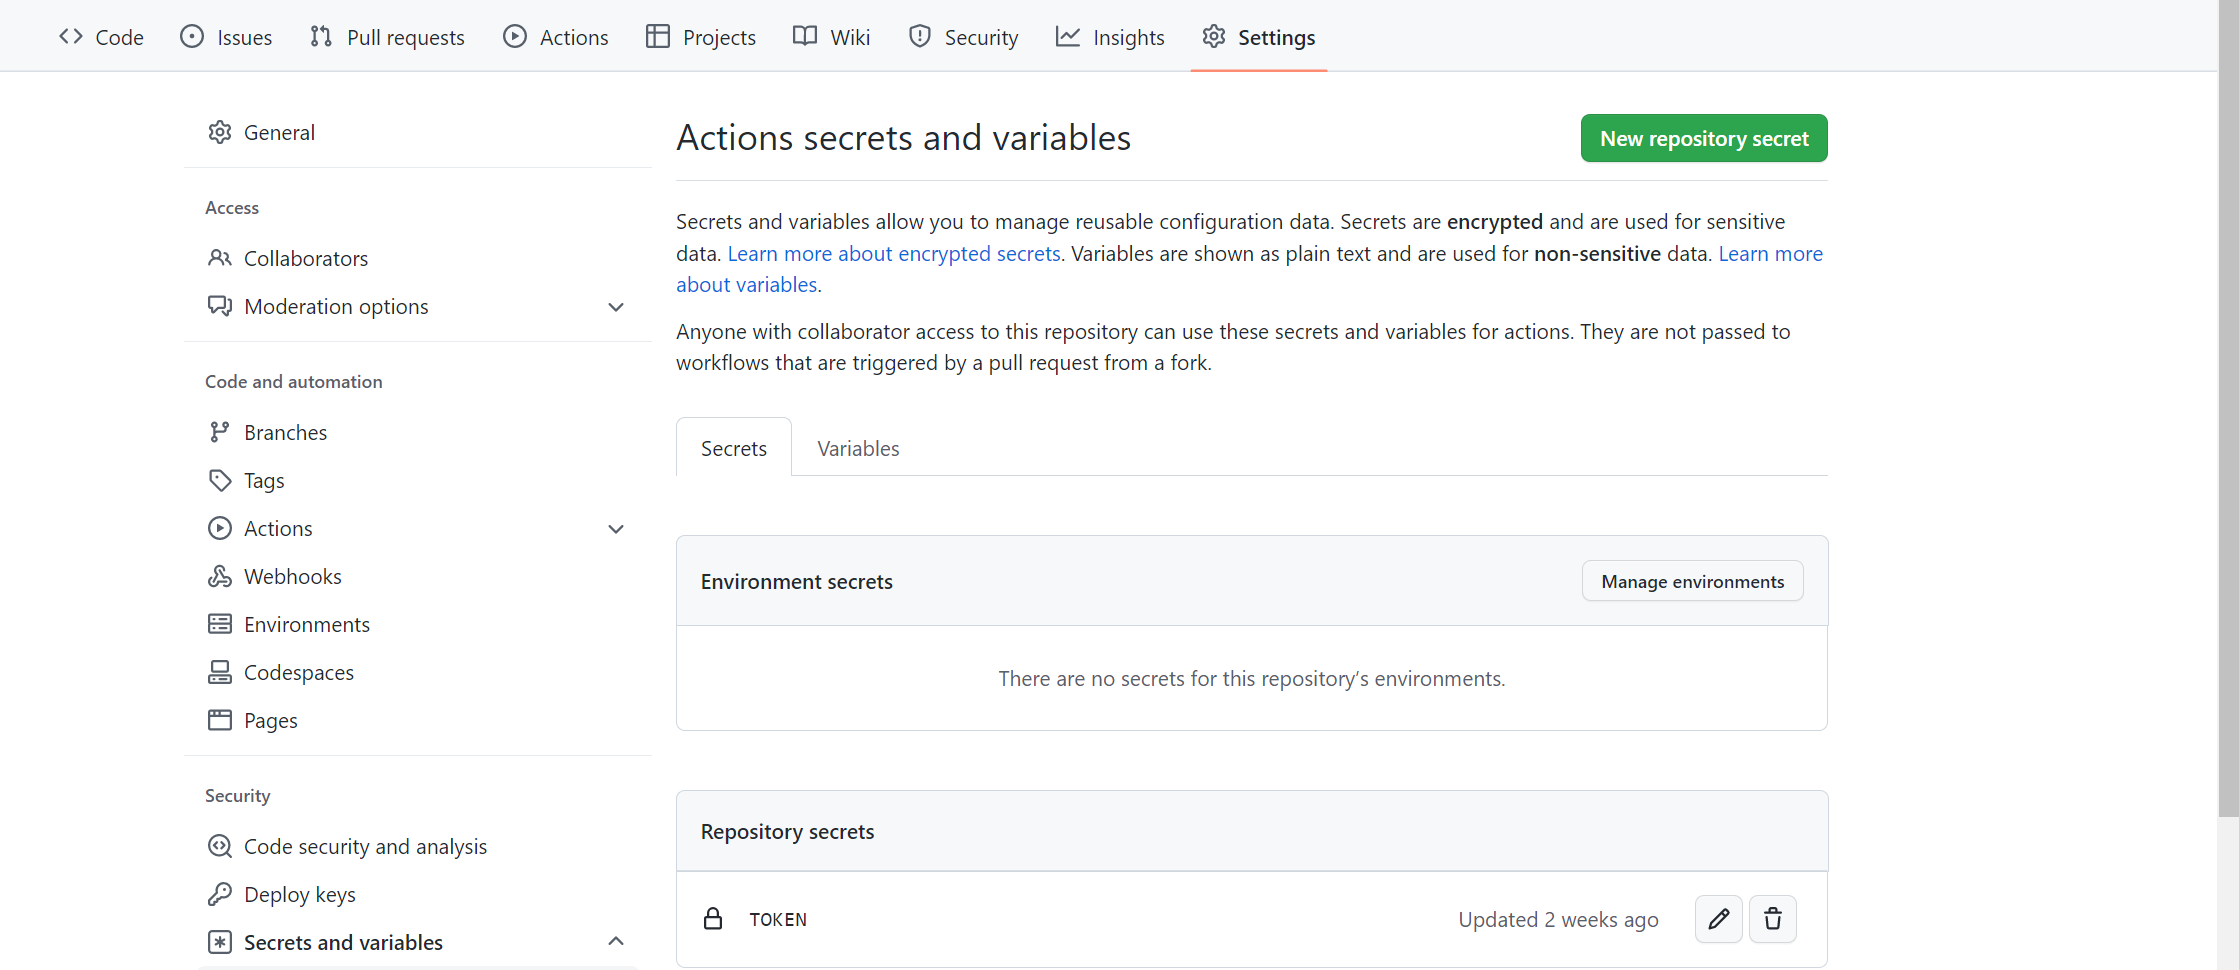 Code Issues Pull requests Actions Projects Wiki Security Insights Settings
General
Access
Collaborators
Moderation options
Code and automation
Branches
Tags
Actions
Webhooks
Environments
Codespaces
Pages
Security
Code security and analysis
Deploy keys
Secrets and variables
Actions secrets and variables
New repository secret
Secrets and variables allow you to manage reusable configuration data. Secrets are encrypted and are used for sensitive
data. Learn more about encrypted secrets. Variables are shown as plain text and are used for non-sensitive data. Learn more
about variables.
Anyone with collaborator access to this repository can use these secrets and variables for actions. They are not passed to
workflows that are triggered by a pull request from a fork.
Secrets Variables
Environment secrets
Manage environments
There are no secrets for this repository’s environments.
Repository secrets
TOKEN
Updated 2 weeks ago